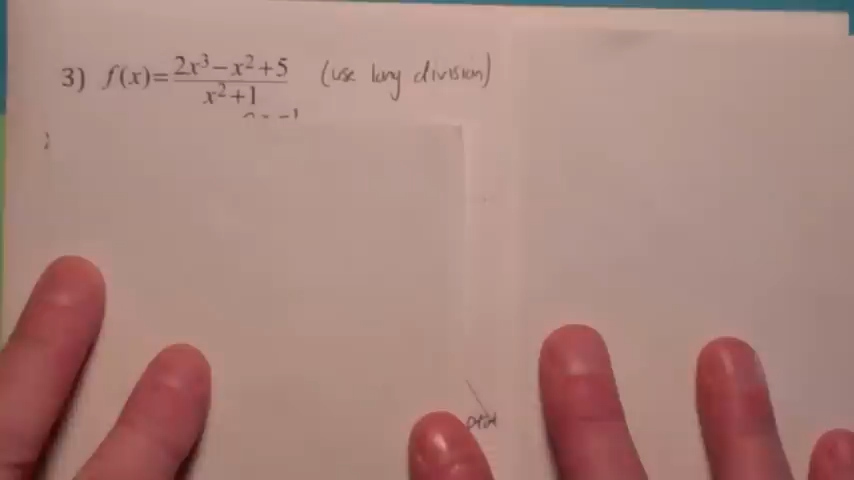 3) f(x)=2x³−x²+5 / x²+1 (use long division)